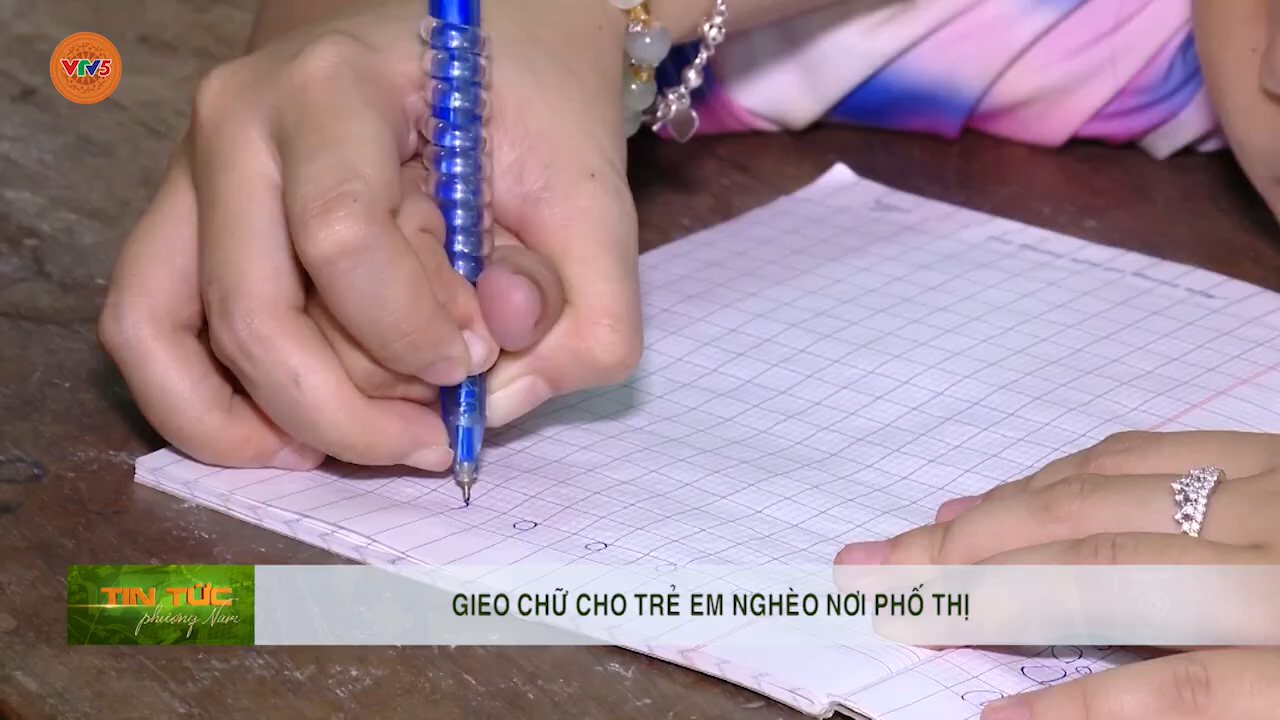 VTV5
TIN TỨC
phương Nam
GIEO CHỮ CHO TRẺ EM NGHÈO NƠI PHỐ THỊ